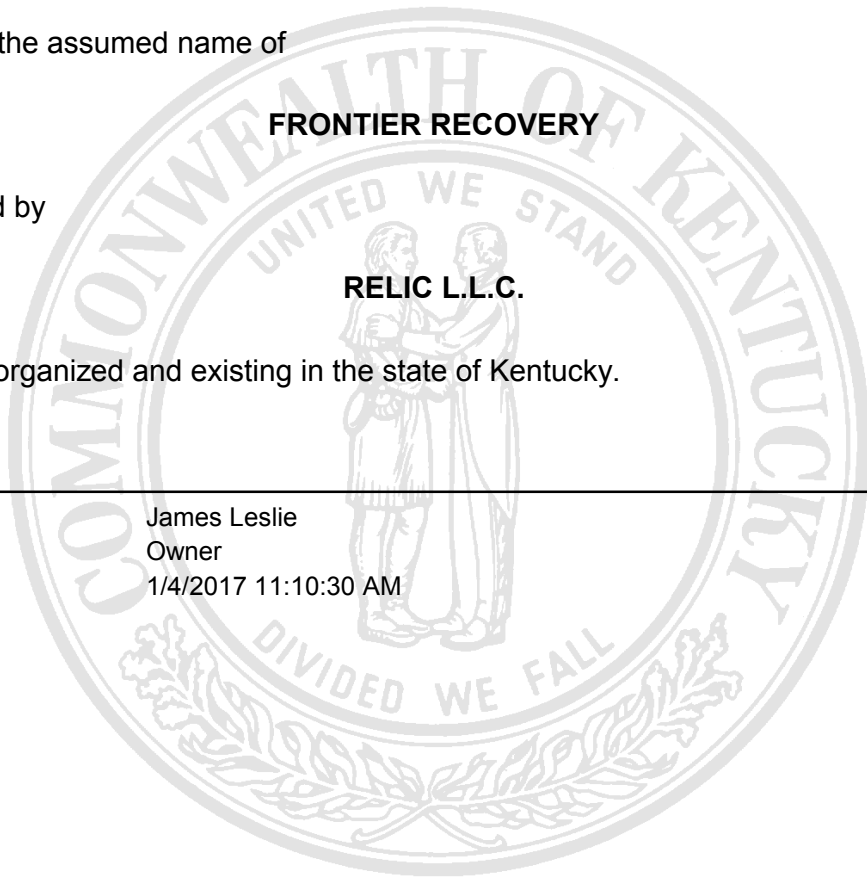 the assumed name of
FRONTIER RECOVERY
d by
RELIC L.L.C.
organized and existing in the state of Kentucky.
James Leslie
Owner
1/4/2017 11:10:30 AM
COMMONWEALTH OF KENTUCKY
UNITED WE STAND
DIVIDED WE FALL